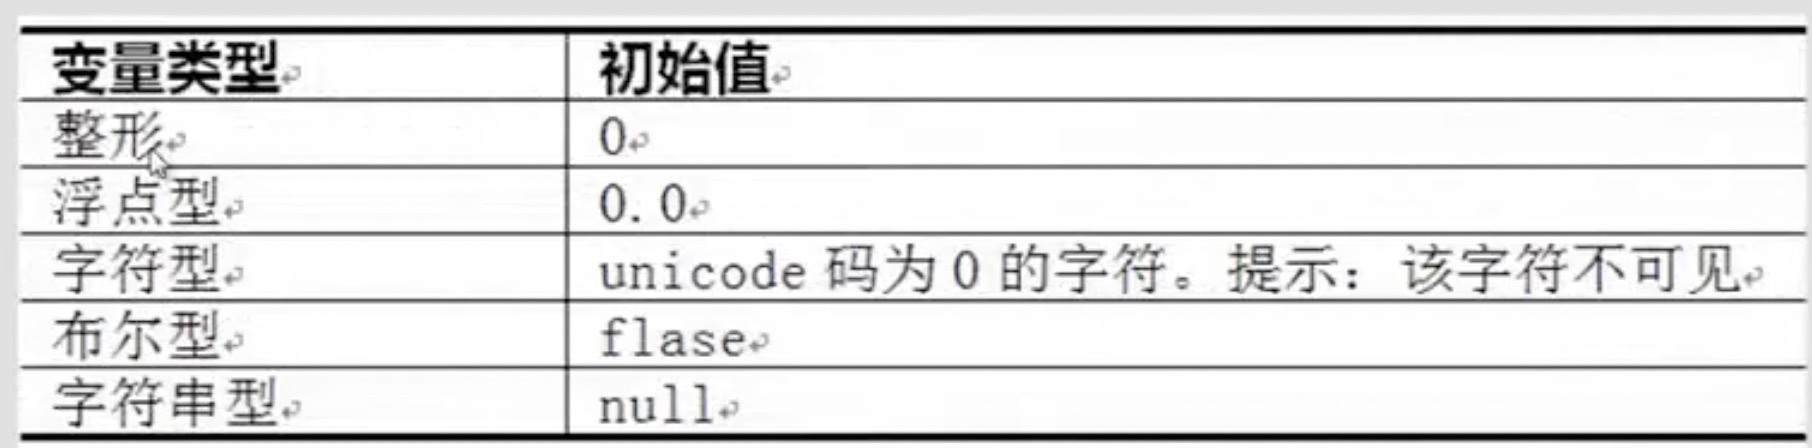 变量类型 初始值
整形 0
浮点型 0.0
字符型 unicode 码为 0 的字符。提示：该字符不可见
布尔型 flase
字符串型 null